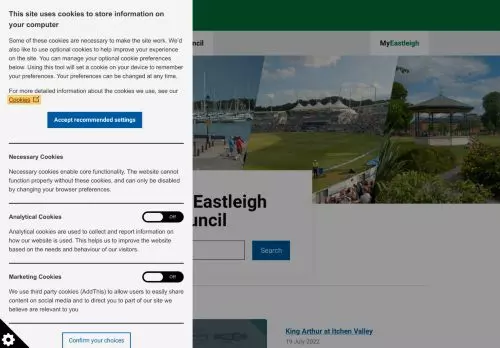 This site uses cookies to store information on
your computer
Some of these cookies are necessary to make the site work. We'd
also like to use optional cookies to help improve your experience
on the site. You can manage your optional cookie preferences
below. Using this tool will set a cookie on your device to remember
your preferences. Your preferences can be changed at any time.
For more detailed information about the cookies we use, see our
Cookies
Accept recommended settings
Necessary Cookies
Necessary cookies enable core functionality. The website cannot
function properly without these cookies, and can only be disabled
by changing your browser preferences.
Analytical Cookies
Off
Analytical cookies are used to collect and report information on
how our website is used. This helps us to improve the website
based on the needs and behaviour of our visitors.
Marketing Cookies
Off
We use third party cookies (AddThis) to allow users to easily share
content on social media and to direct you to part of our site we
believe are relevant to you
Confirm your choices
uncil
MyEastleigh
Eastleigh
uncil
Search
King Arthur at Itchen Valley
19 July 2022